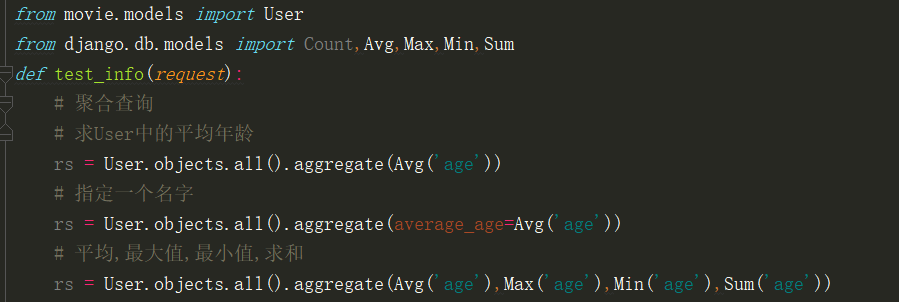 from movie.models import User
from django.db.models import Count,Avg,Max,Min,Sum
def test_info(request):
    # 聚合查询
    # 求User中的平均年龄
    rs = User.objects.all().aggregate(Avg('age'))
    # 指定一个名字
    rs = User.objects.all().aggregate(average_age=Avg('age'))
    # 平均,最大值,最小值,求和
    rs = User.objects.all().aggregate(Avg('age'),Max('age'),Min('age'),Sum('age'))